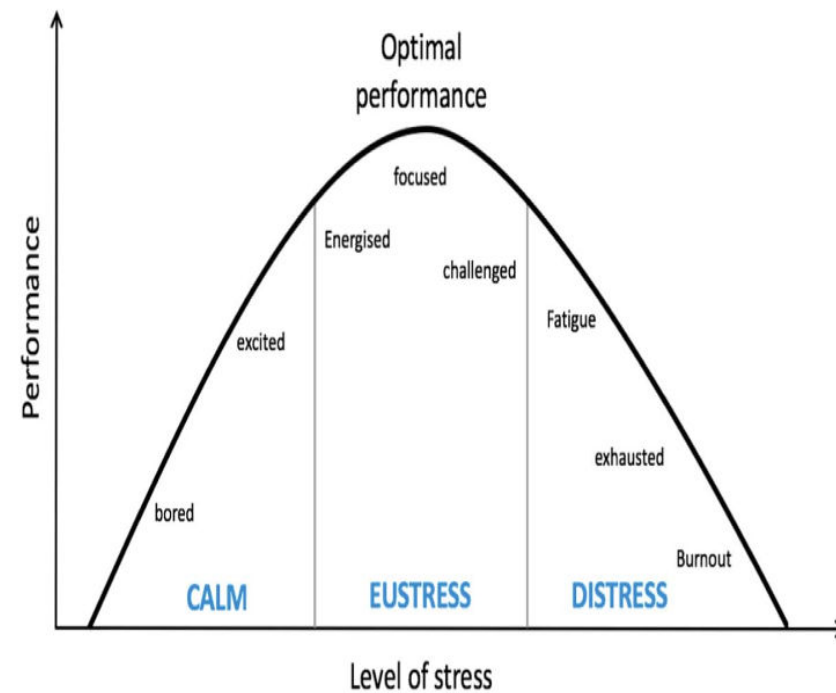 Optimal
performance
focused
Energised
challenged
Fatigue
excited
exhausted
bored
Burnout
CALM
EUSTRESS
DISTRESS
Performance
Level of stress